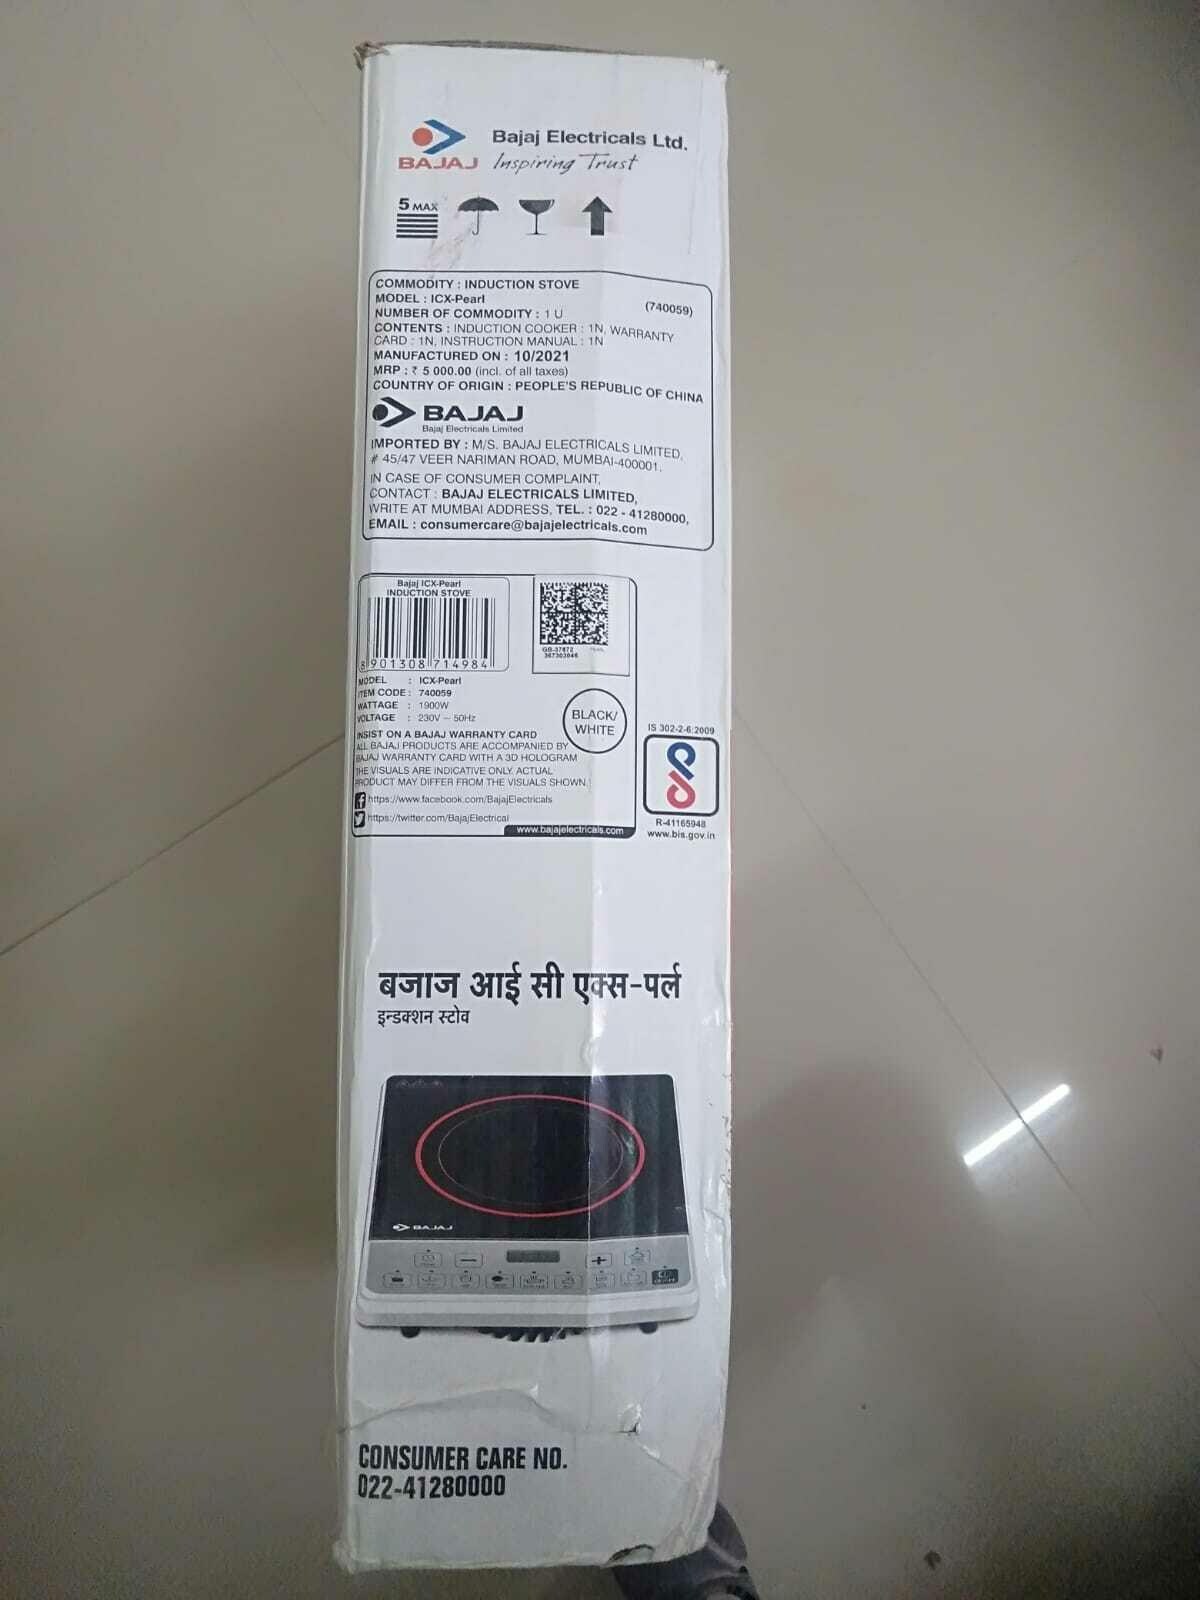 BAJAJ
Bajaj Electricals Ltd.
Inspiring Trust
5 MAX
COMMODITY : INDUCTION STOVE
MODEL : ICX-Pearl
(740059)
NUMBER OF COMMODITY : 1 U
CONTENTS : INDUCTION COOKER : 1N, WARRANTY
CARD : 1N, INSTRUCTION MANUAL : 1N
MANUFACTURED ON : 10/2021
MRP : ₹ 5 000.00 (incl. of all taxes)
COUNTRY OF ORIGIN : PEOPLE'S REPUBLIC OF CHINA
BAJAJ
Bajaj Electricals Limited
IMPORTED BY : M/S. BAJAJ ELECTRICALS LIMITED,
# 45/47 VEER NARIMAN ROAD, MUMBAI-400001.
IN CASE OF CONSUMER COMPLAINT,
CONTACT : BAJAJ ELECTRICALS LIMITED,
WRITE AT MUMBAI ADDRESS, TEL. : 022 - 41280000,
EMAIL : consumercare@bajajelectricals.com
Bajaj ICX-Pearl
INDUCTION STOVE
8 901308 714984
GB-37872
367303046
MODEL : ICX-Pearl
ITEM CODE : 740059
WATTAGE : 1900W
VOLTAGE : 230V ~ 50Hz
BLACK/
WHITE
INSIST ON A BAJAJ WARRANTY CARD
ALL BAJAJ PRODUCTS ARE ACCOMPANIED BY
BAJAJ WARRANTY CARD WITH A 3D HOLOGRAM
THE VISUALS ARE INDICATIVE ONLY. ACTUAL
PRODUCT MAY DIFFER FROM THE VISUALS SHOWN.
https://www.facebook.com/BajajElectricals
https://twitter.com/BajajElectrical
www.bajajelectricals.com
IS 302-2-6:2009
R-41165948
www.bis.gov.in
बजाज आई सी एक्स-पर्ल
इन्डक्शन स्टोव
BAJAJ
CONSUMER CARE NO.
022-41280000